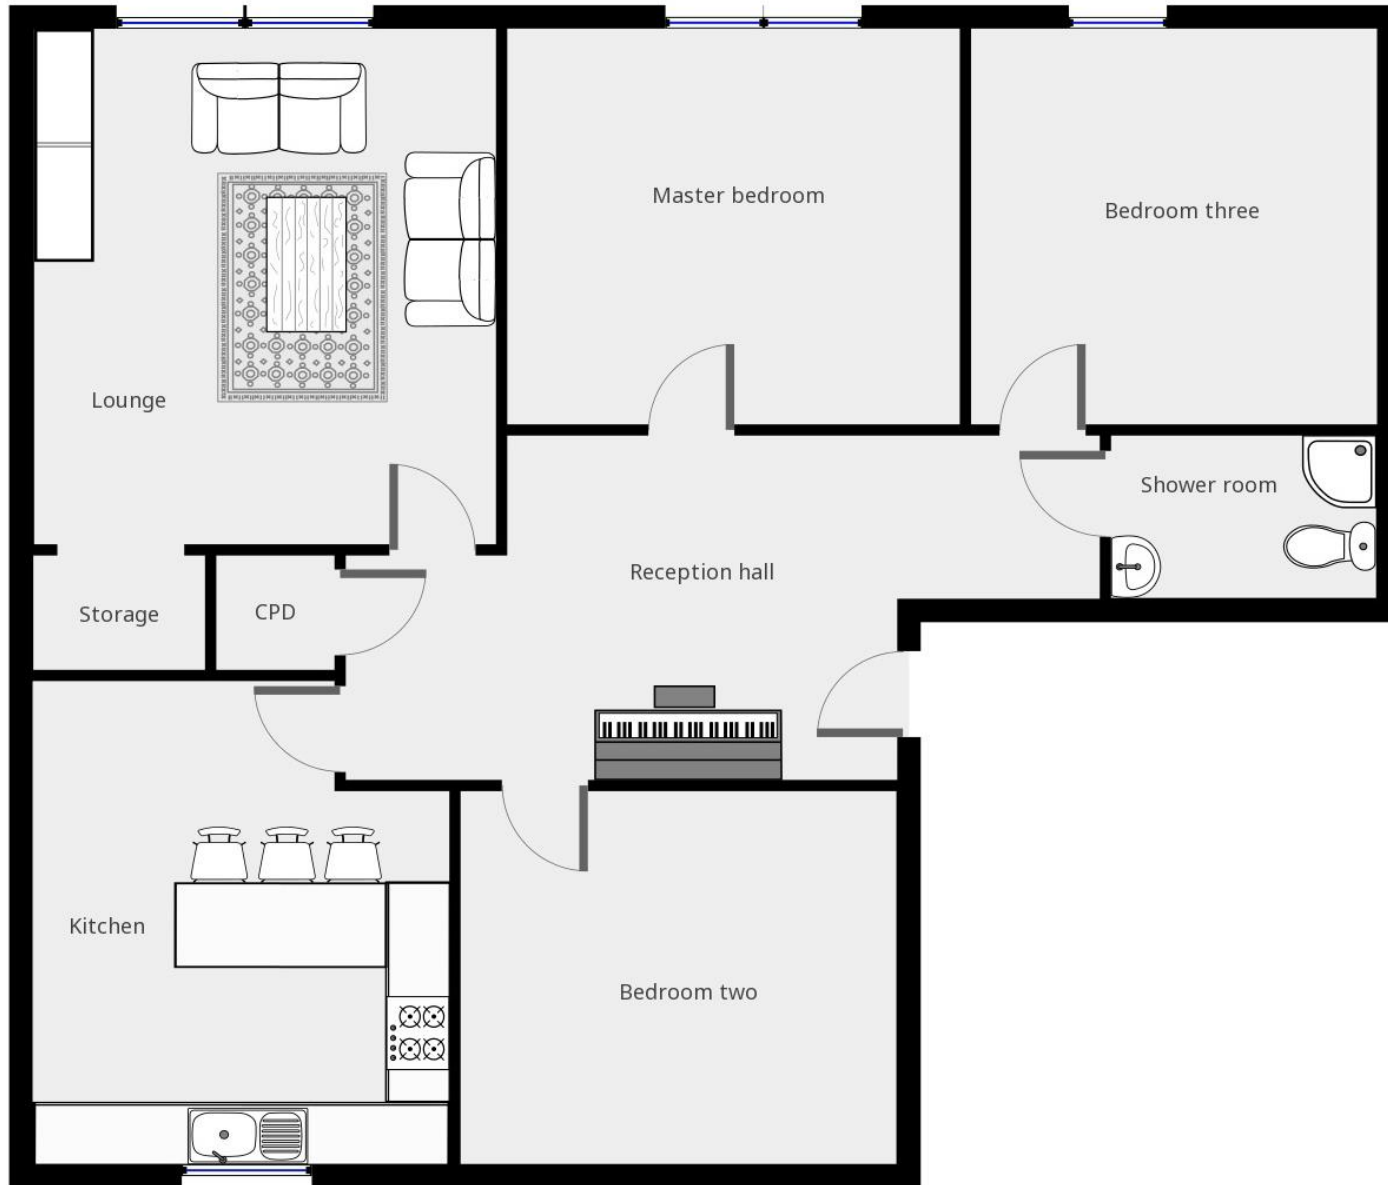 Master bedroom
Bedroom three
Lounge
Shower room
Reception hall
Storage
CPD
Kitchen
Bedroom two